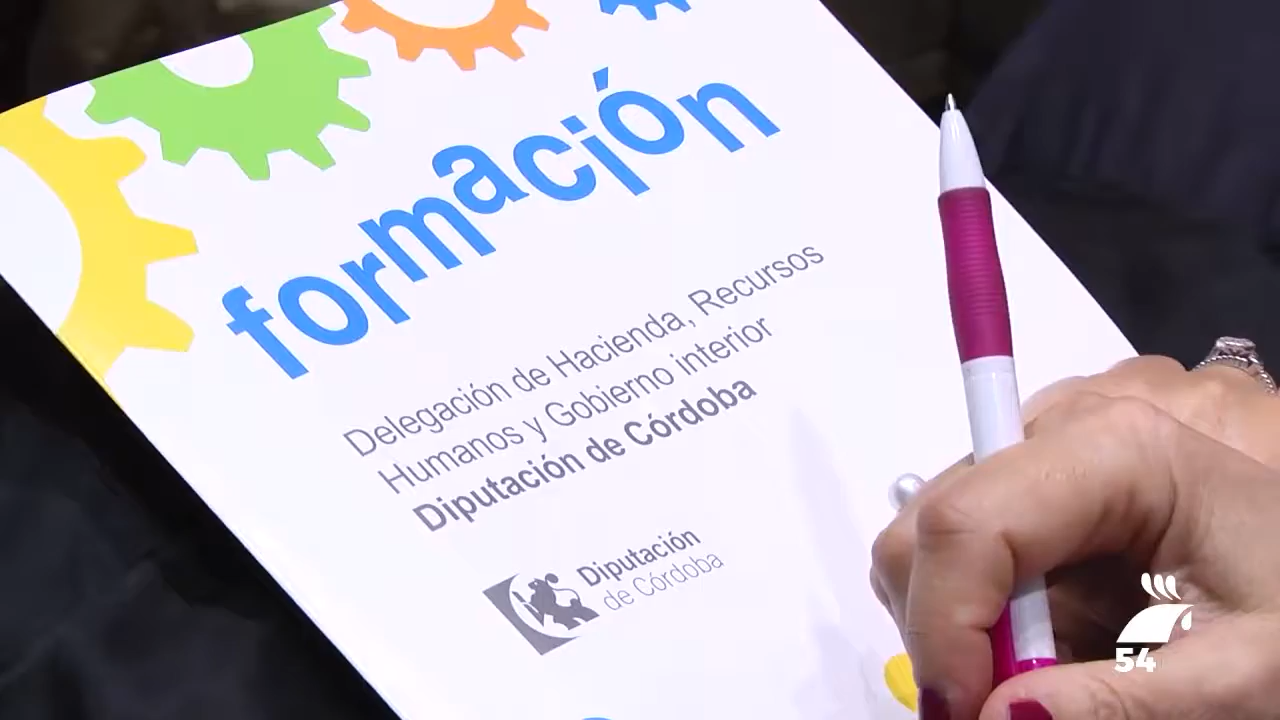 formación
Delegación de Hacienda, Recursos
Humanos y Gobierno interior
Diputación de Córdoba
Diputación
de Córdoba
54